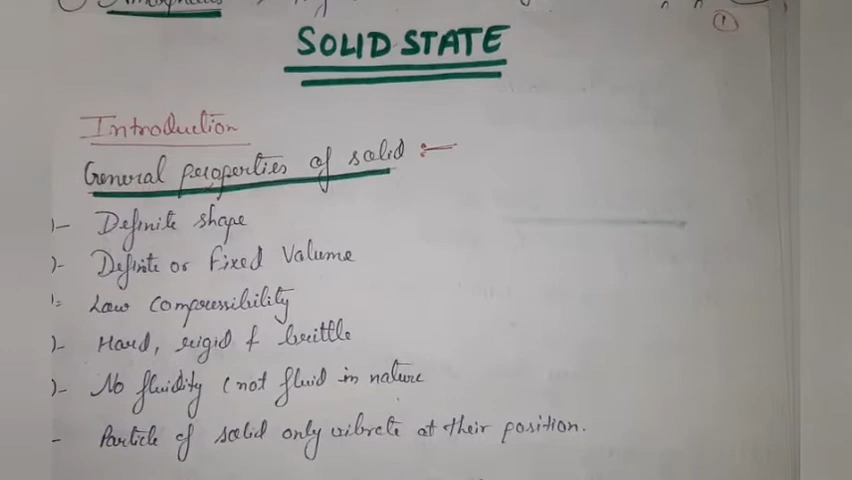 Amorphous
1
SOLID STATE
Introduction
General properties of solid :-
)- Definite shape
)- Definite or Fixed Volume
Low compressibility
)- Hard, rigid & brittle
)- No fluidity (not fluid in nature
- Particle of solid only vibrate at their position.